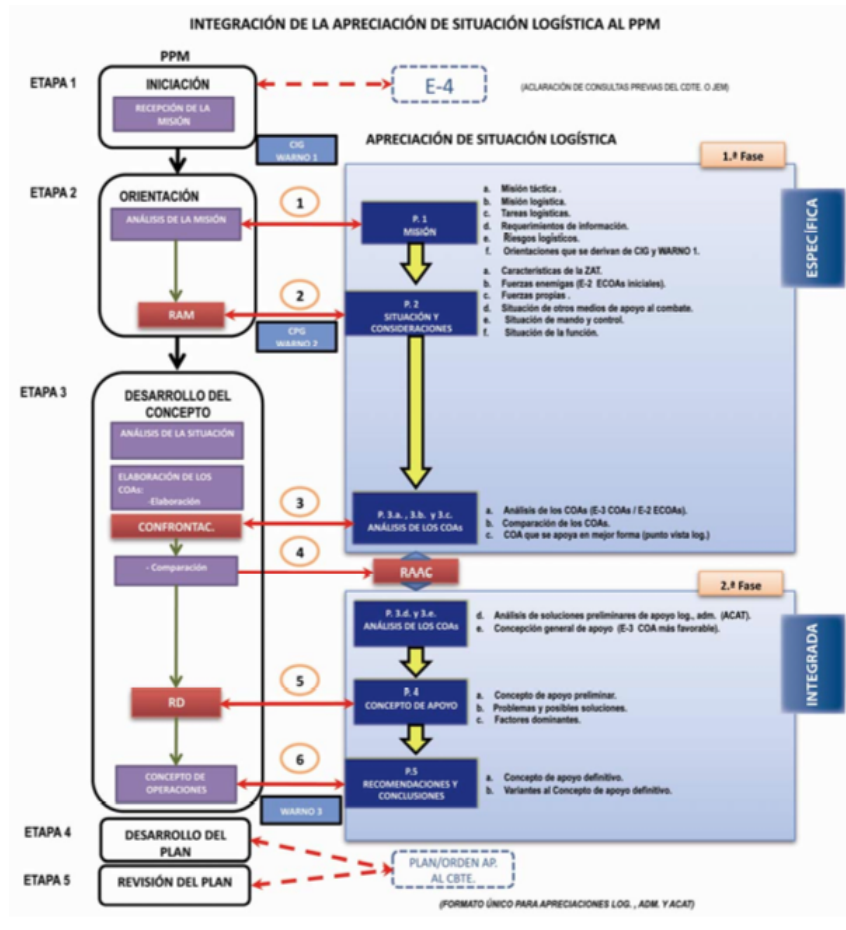 INTEGRACIÓN DE LA APRECIACIÓN DE SITUACIÓN LOGÍSTICA AL PPM
PPM
ETAPA 1
INICIACIÓN
RECEPCIÓN DE LA
MISIÓN
E-4
(ACLARACIÓN DE CONSULTAS PREVIAS DEL CDTE. O JEM)
CIG
WARNO 1
APRECIACIÓN DE SITUACIÓN LOGÍSTICA
1.ª Fase
ETAPA 2
ORIENTACIÓN
ANÁLISIS DE LA MISIÓN
1
P. 1
MISIÓN
a. Misión táctica .
b. Misión logística.
c. Tareas logísticas.
d. Requerimientos de información.
e. Riesgos logísticos.
f. Orientaciones que se derivan de CIG y WARNO 1.
ESPECÍFICA
RAM
2
CPG
WARNO 2
P. 2
SITUACIÓN Y
CONSIDERACIONES
a. Características de la ZAT.
b. Fuerzas enemigas (E-2 ECOAs iniciales).
c. Fuerzas propias .
d. Situación de otros medios de apoyo al combate.
e. Situación de mando y control.
f. Situación de la función.
ETAPA 3
DESARROLLO DEL
CONCEPTO
ANÁLISIS DE LA SITUACIÓN
ELABORACIÓN DE LOS
COAs:
-Elaboración
CONFRONTAC.
3
P. 3.a. , 3.b. y 3.c.
ANÁLISIS DE LOS COAs
a. Análisis de los COAs (E-3 COAs / E-2 ECOAs).
b. Comparación de los COAs.
c. COA que se apoya en mejor forma (punto vista log.)
4
- Comparación
RAAC
2.ª Fase
P. 3.d. y 3.e.
ANÁLISIS DE LOS COAs
d. Análisis de soluciones preliminares de apoyo log., adm. (ACAT).
e. Concepción general de apoyo (E-3 COA más favorable).
INTEGRADA
5
RD
P. 4
CONCEPTO DE APOYO
a. Concepto de apoyo preliminar.
b. Problemas y posibles soluciones.
c. Factores dominantes.
6
CONCEPTO DE
OPERACIONES
P.5
RECOMENDACIONES Y
CONCLUSIONES
a. Concepto de apoyo definitivo.
b. Variantes al Concepto de apoyo definitivo.
WARNO 3
ETAPA 4
DESARROLLO DEL
PLAN
ETAPA 5
REVISIÓN DEL PLAN
PLAN/ORDEN AP.
AL CBTE.
(FORMATO ÚNICO PARA APRECIACIONES LOG. , ADM. Y ACAT)